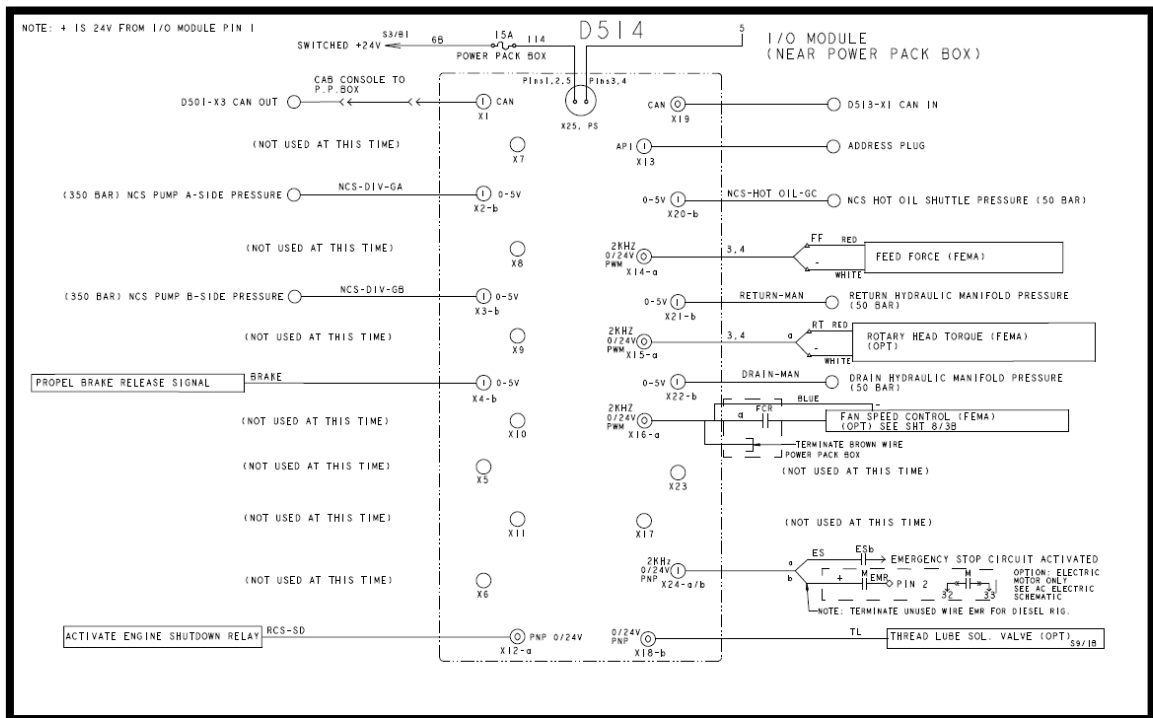 NOTE: + IS 24V FROM I/O MODULE PIN 1
D514
I/O MODULE
(NEAR POWER PACK BOX)
SWITCHED +24V
S3/B1
6B
15A
114
POWER PACK BOX
5
Pins1,2,5
Pins3,4
X25, PS
CAB CONSOLE TO
P.P.BOX
D501-X3 CAN OUT
CAN
X1
CAN
X19
D513-X1 CAN IN
(NOT USED AT THIS TIME)
X7
API
X13
ADDRESS PLUG
(350 BAR) NCS PUMP A-SIDE PRESSURE
NCS-DIV-GA
0-5V
X2-b
0-5V
X20-b
NCS-HOT OIL-GC
NCS HOT OIL SHUTTLE PRESSURE (50 BAR)
(NOT USED AT THIS TIME)
X8
2KHZ
0/24V
PWM
X14-a
3,4
FF
RED
-
WHITE
FEED FORCE (FEMA)
(350 BAR) NCS PUMP B-SIDE PRESSURE
NCS-DIV-GB
0-5V
X3-b
0-5V
X21-b
RETURN-MAN
RETURN HYDRAULIC MANIFOLD PRESSURE
(50 BAR)
(NOT USED AT THIS TIME)
X9
2KHZ
0/24V
PWM
X15-a
3,4
a
RT
RED
-
WHITE
ROTARY HEAD TORQUE (FEMA)
(OPT)
PROPEL BRAKE RELEASE SIGNAL
BRAKE
0-5V
X4-b
0-5V
X22-b
DRAIN-MAN
DRAIN HYDRAULIC MANIFOLD PRESSURE
(50 BAR)
(NOT USED AT THIS TIME)
X10
2KHZ
0/24V
PWM
X16-a
BLUE
-
a
FCR
FAN SPEED CONTROL (FEMA)
(OPT) SEE SHT 8/3B
TERMINATE BROWN WIRE
POWER PACK BOX
(NOT USED AT THIS TIME)
X5
X23
(NOT USED AT THIS TIME)
(NOT USED AT THIS TIME)
X11
X17
(NOT USED AT THIS TIME)
(NOT USED AT THIS TIME)
X6
2KHz
0/24V
PNP
X24-a/b
a
b
ES
ESb
EMERGENCY STOP CIRCUIT ACTIVATED
+
M
EMR
PIN 2
M
32
33
OPTION: ELECTRIC
MOTOR ONLY
SEE AC ELECTRIC
SCHEMATIC
NOTE: TERMINATE UNUSED WIRE EMR FOR DIESEL RIG.
ACTIVATE ENGINE SHUTDOWN RELAY
RCS-SD
PNP 0/24V
X12-a
0/24V
PNP
X18-b
TL
THREAD LUBE SOL. VALVE (OPT)
S9/1B